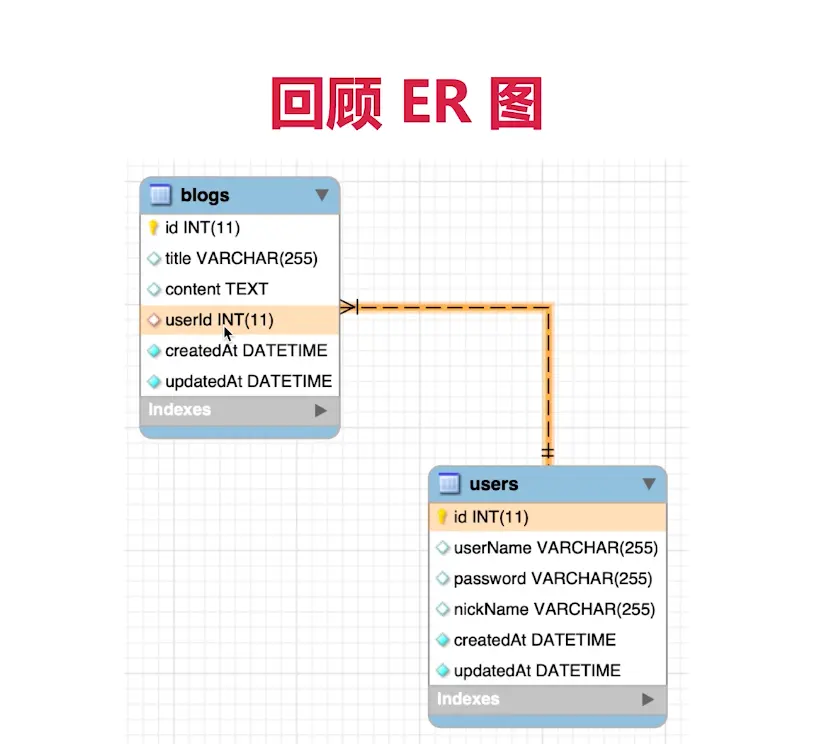 回顾 ER 图
blogs
id INT(11)
title VARCHAR(255)
content TEXT
userId INT(11)
createdAt DATETIME
updatedAt DATETIME
Indexes
users
id INT(11)
userName VARCHAR(255)
password VARCHAR(255)
nickName VARCHAR(255)
createdAt DATETIME
updatedAt DATETIME
Indexes